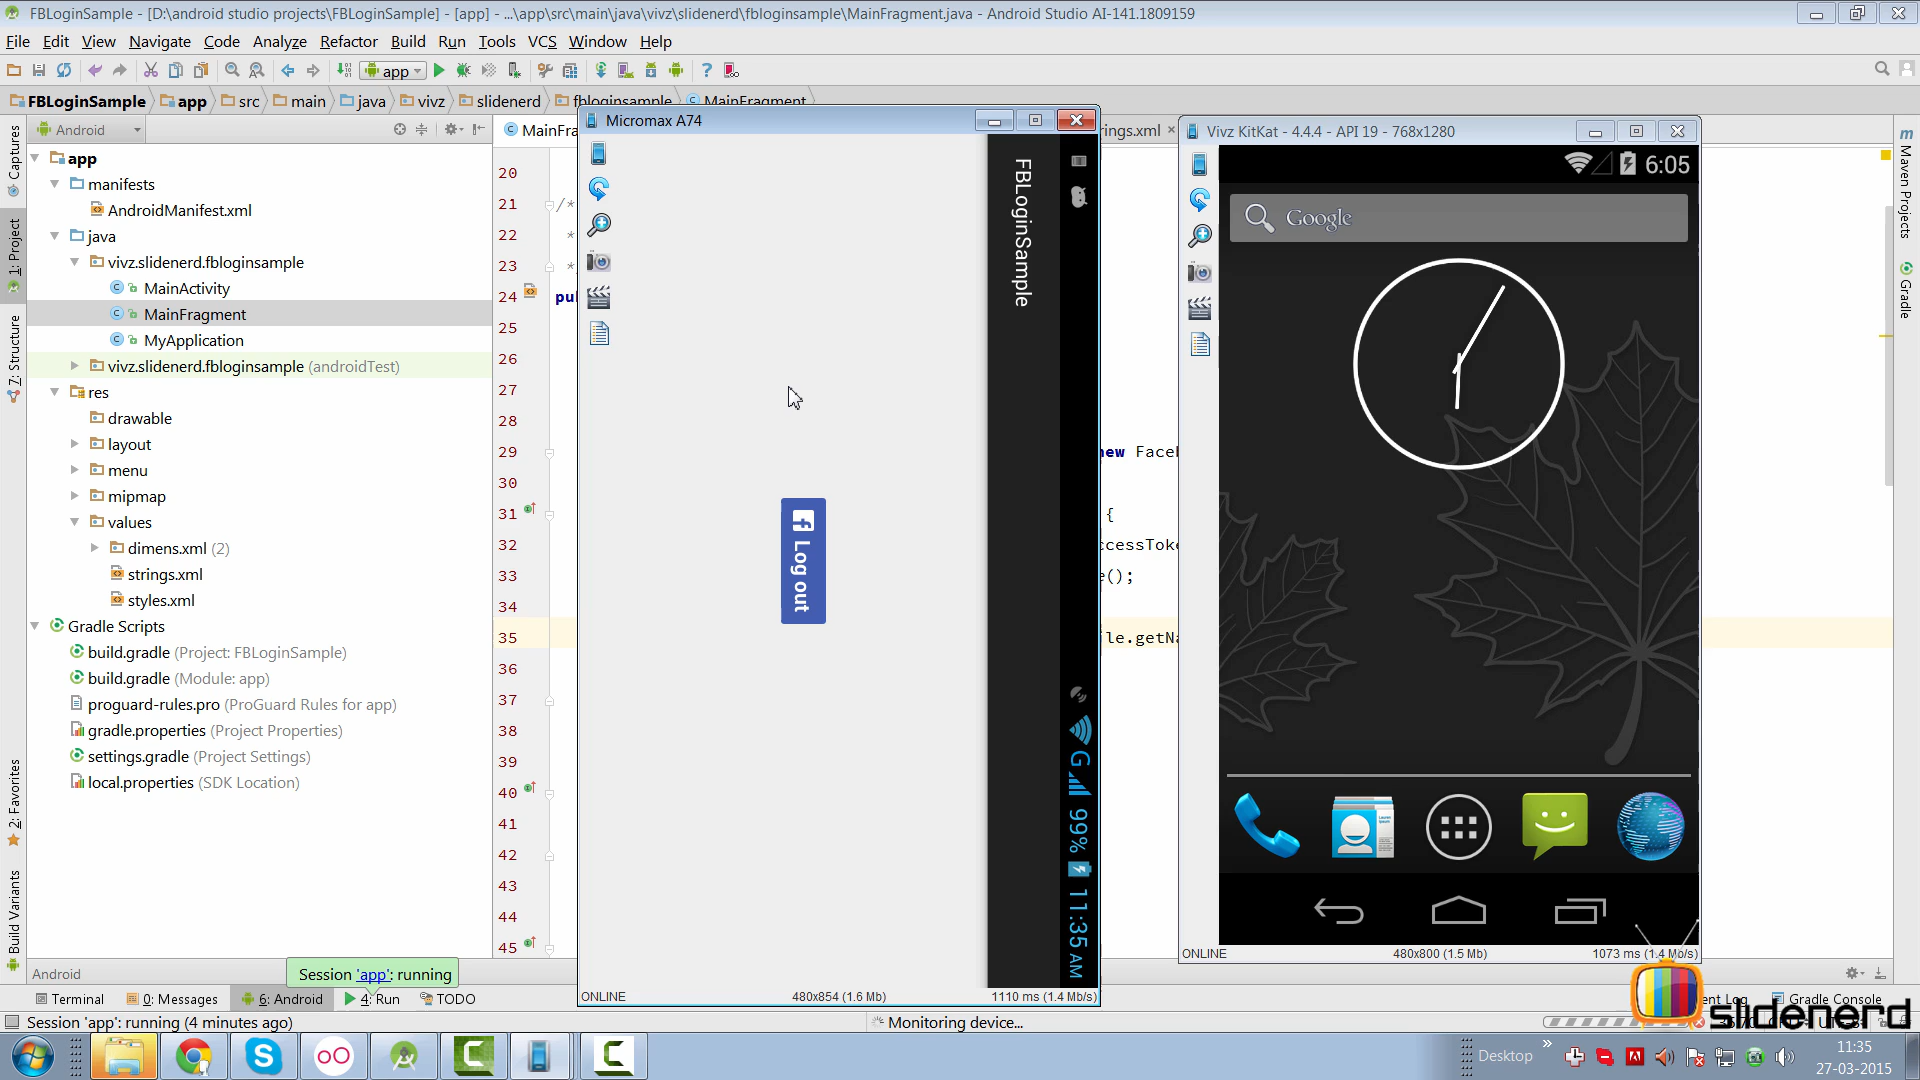 FBLoginSample - [D:\android studio projects\FBLoginSample] - [app] - ...\app\src\main\java\vivz\slidenerd\fbloginsample\MainFragment.java - Android Studio AI-141.1809159
File Edit View Navigate Code Analyze Refactor Build Run Tools VCS Window Help
app
FBLoginSample app src main java vivz slidenerd fbloginsample MainFragment
Captures
1: Project
7: Structure
2: Favorites
Build Variants
Android
app
manifests
AndroidManifest.xml
java
vivz.slidenerd.fbloginsample
MainActivity
MainFragment
MyApplication
vivz.slidenerd.fbloginsample (androidTest)
res
drawable
layout
menu
mipmap
values
dimens.xml (2)
strings.xml
styles.xml
Gradle Scripts
build.gradle (Project: FBLoginSample)
build.gradle (Module: app)
proguard-rules.pro (ProGuard Rules for app)
gradle.properties (Project Properties)
settings.gradle (Project Settings)
local.properties (SDK Location)
Android
Session 'app': running
MainFra
rings.xml
20
21 /*
22 *
23 *
24 pu
25
26
27
28
29 new Face
30
31 {
32 ccessToke
33 e();
34
35 ile.getNa
36
37
38
39
40
41
42
43
44
45
Micromax A74
FBLoginSample
f Log out
G 99% 11:35 AM
ONLINE 480x854 (1.6 Mb) 1110 ms (1.4 Mb/s)
Vivz KitKat - 4.4.4 - API 19 - 768x1280
6:05
Google
ONLINE 480x800 (1.5 Mb) 1073 ms (1.4 Mb/s)
Maven Projects
Gradle
Terminal 0: Messages 6: Android 4: Run TODO
ent Log Gradle Console
Session 'app': running (4 minutes ago)
Monitoring device...
slidenerd
Desktop
11:35
27-03-2015